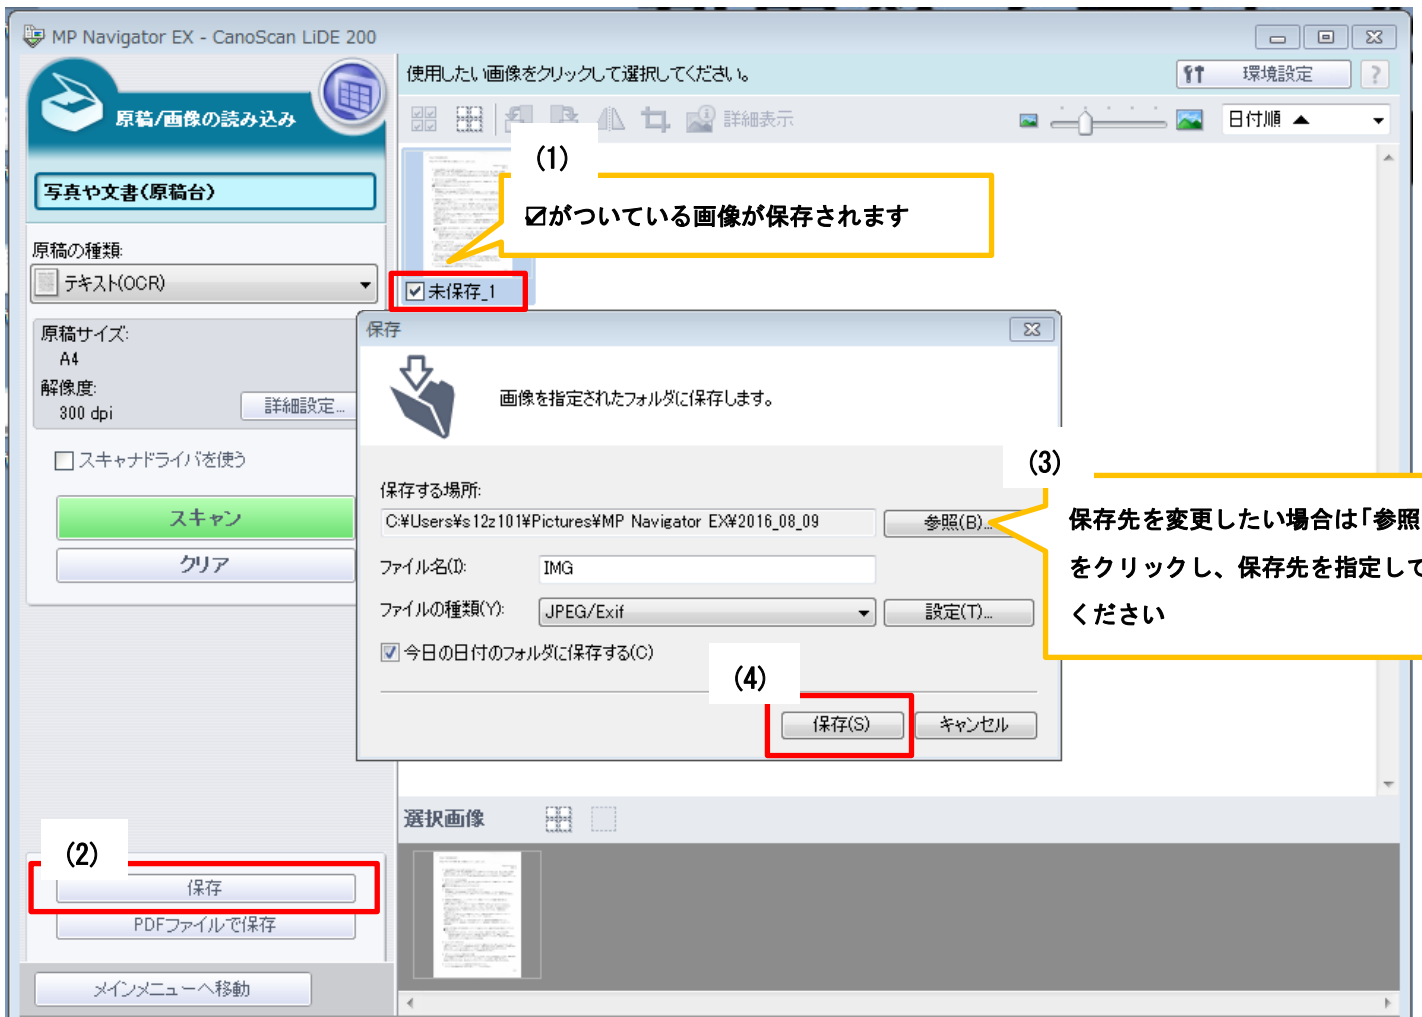 MP Navigator EX - CanoScan LiDE 200
原稿/画像の読み込み
写真や文書(原稿台)
原稿の種類:
テキスト(OCR)
原稿サイズ:
A4
解像度:
300 dpi
詳細設定...
スキャナドライバを使う
スキャン
クリア
使用したい画像をクリックして選択してください。
環境設定
?
詳細表示
日付順 ▲
(1)
☑がついている画像が保存されます
未保存_1
保存
画像を指定されたフォルダに保存します。
(3)
保存先を変更したい場合は「参照
をクリックし、保存先を指定して
ください
保存する場所:
C:¥Users¥s12z101¥Pictures¥MP Navigator EX¥2016_08_09
参照(B)...
ファイル名(I):
IMG
ファイルの種類(Y):
JPEG/Exif
設定(T)...
今日の日付のフォルダに保存する(C)
(4)
保存(S)
キャンセル
選択画像
(2)
保存
PDFファイルで保存
メインメニューへ移動